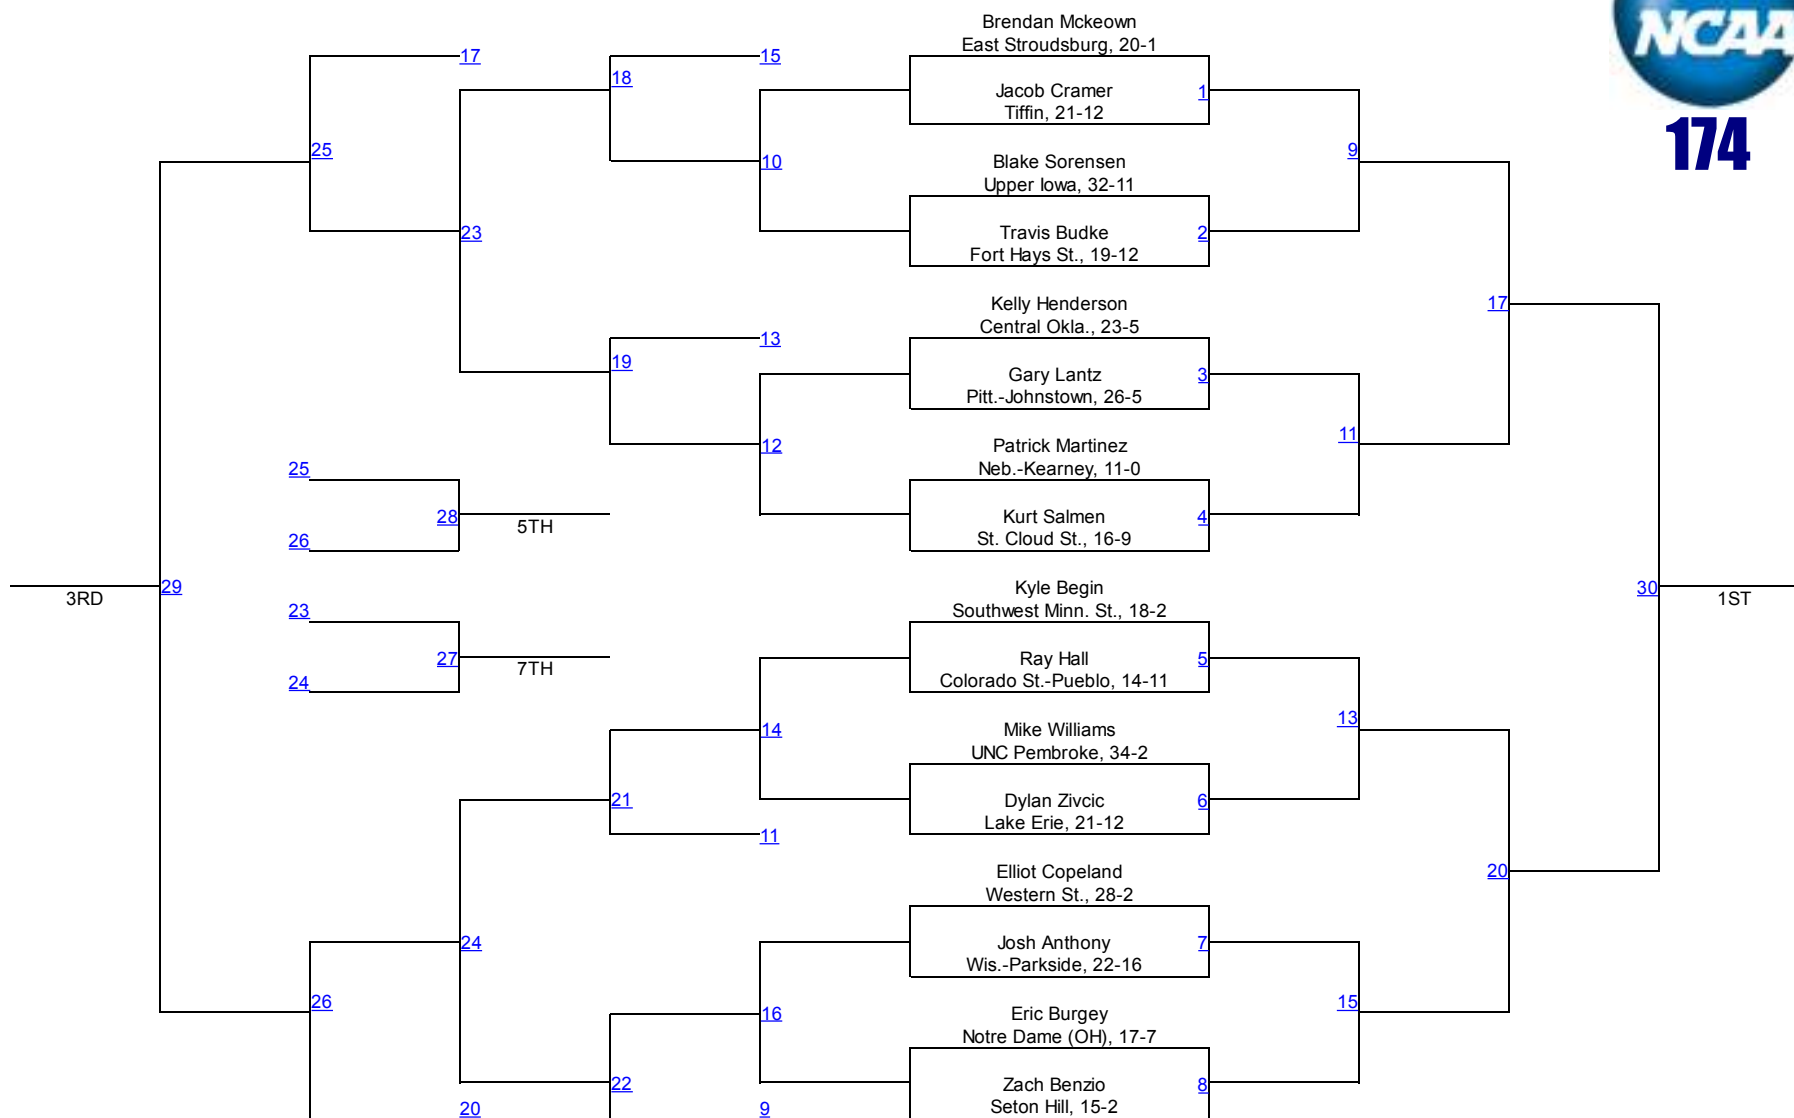 NCAA
174
Brendan Mckeown
East Stroudsburg, 20-1
17
15
18
Jacob Cramer
1
Tiffin, 21-12
25
10
Blake Sorensen
9
Upper Iowa, 32-11
23
Travis Budke
2
Fort Hays St., 19-12
Kelly Henderson
17
Central Okla., 23-5
13
19
Gary Lantz
3
Pitt.-Johnstown, 26-5
12
Patrick Martinez
11
Neb.-Kearney, 11-0
25
28
5TH
Kurt Salmen
4
St. Cloud St., 16-9
26
3RD
29
Kyle Begin
30
1ST
Southwest Minn. St., 18-2
23
27
7TH
Ray Hall
5
Colorado St.-Pueblo, 14-11
24
14
Mike Williams
13
UNC Pembroke, 34-2
21
Dylan Zivcic
6
Lake Erie, 21-12
11
Elliot Copeland
20
Western St., 28-2
24
Josh Anthony
7
Wis.-Parkside, 22-16
26
16
Eric Burgey
15
Notre Dame (OH), 17-7
22
Zach Benzio
8
Seton Hill, 15-2
20
9